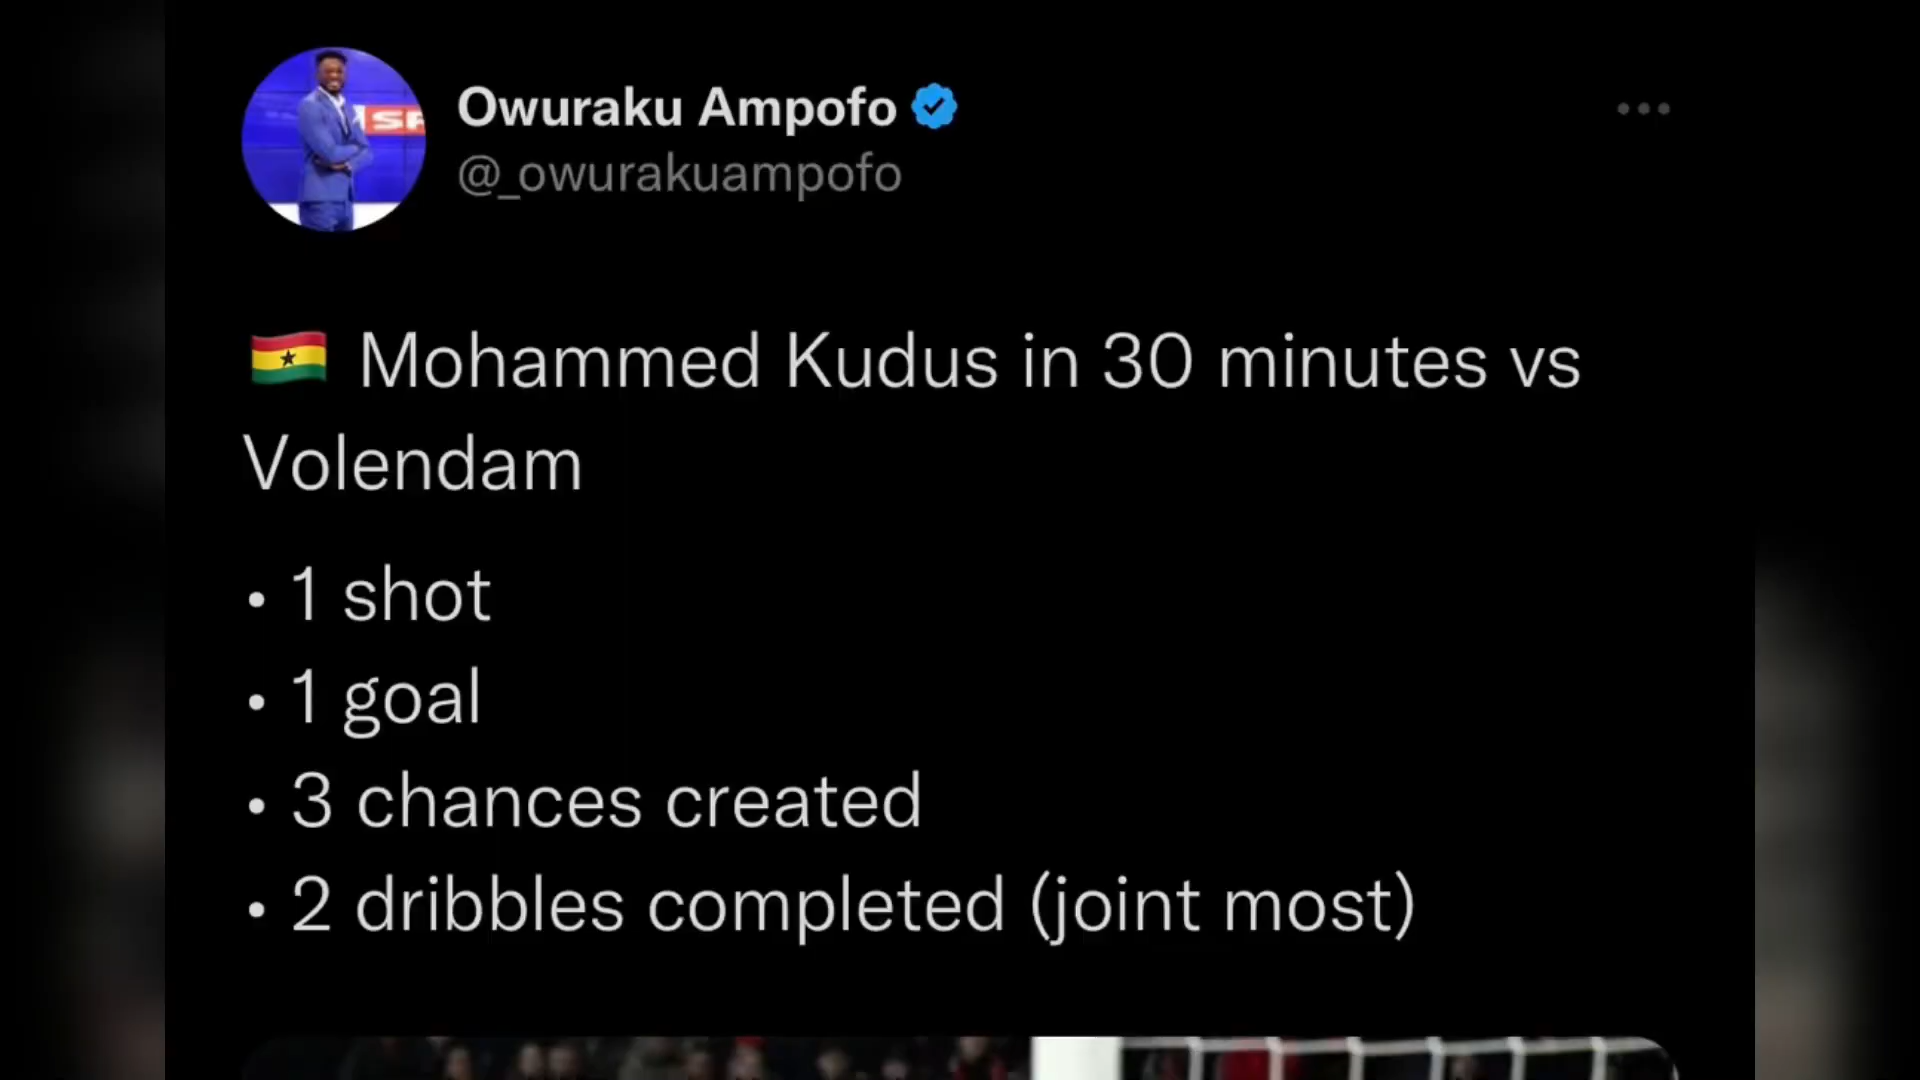 Owuraku Ampofo
@_owurakuampofo
🇬🇭 Mohammed Kudus in 30 minutes vs
Volendam
• 1 shot
• 1 goal
• 3 chances created
• 2 dribbles completed (joint most)